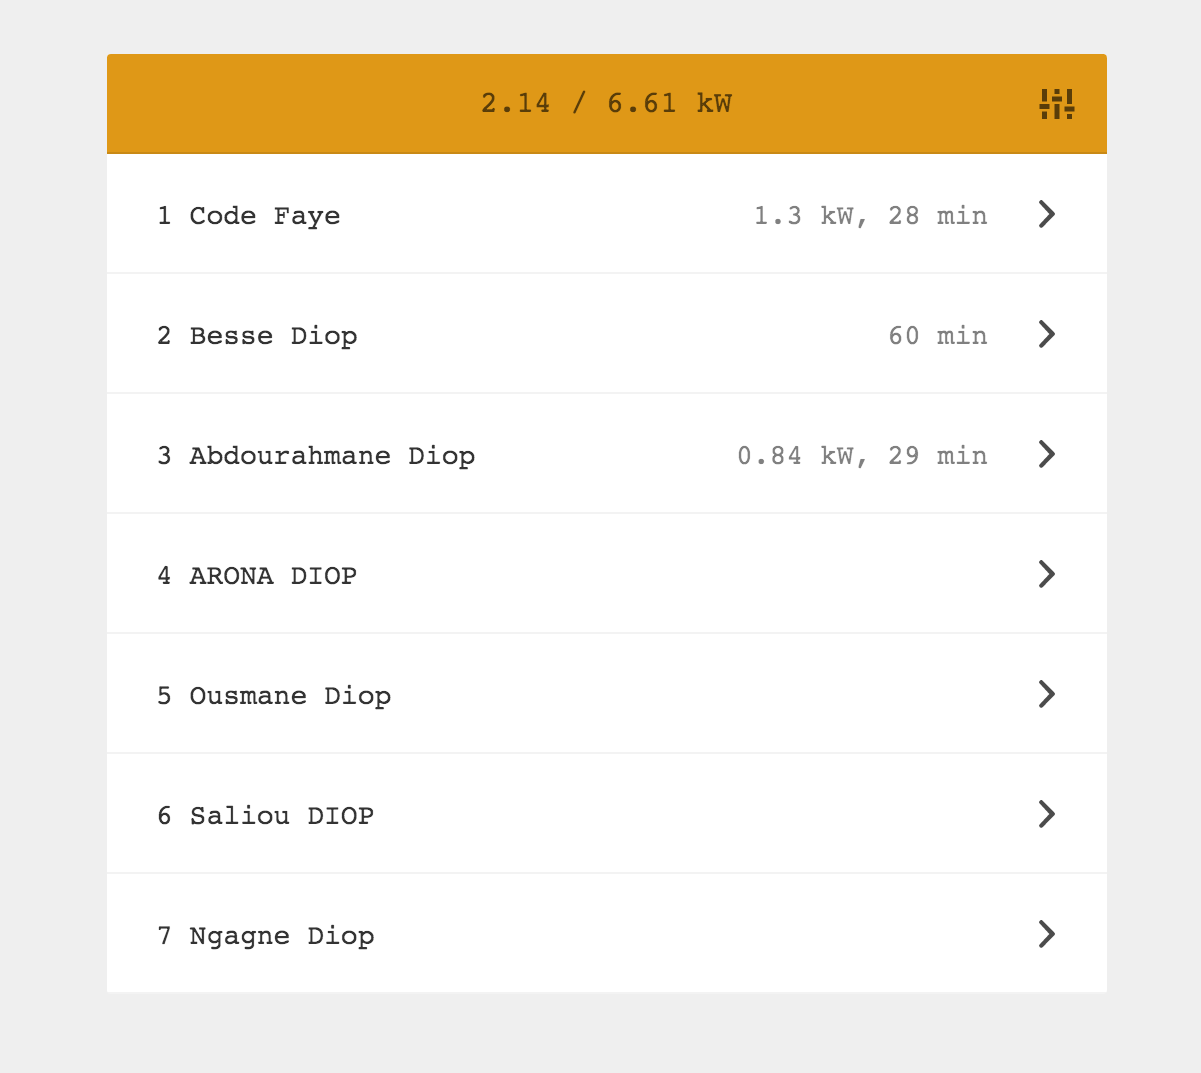 2.14 / 6.61 kW
1 Code Faye 1.3 kW, 28 min
2 Besse Diop 60 min
3 Abdourahmane Diop 0.84 kW, 29 min
4 ARONA DIOP
5 Ousmane Diop
6 Saliou DIOP
7 Ngagne Diop